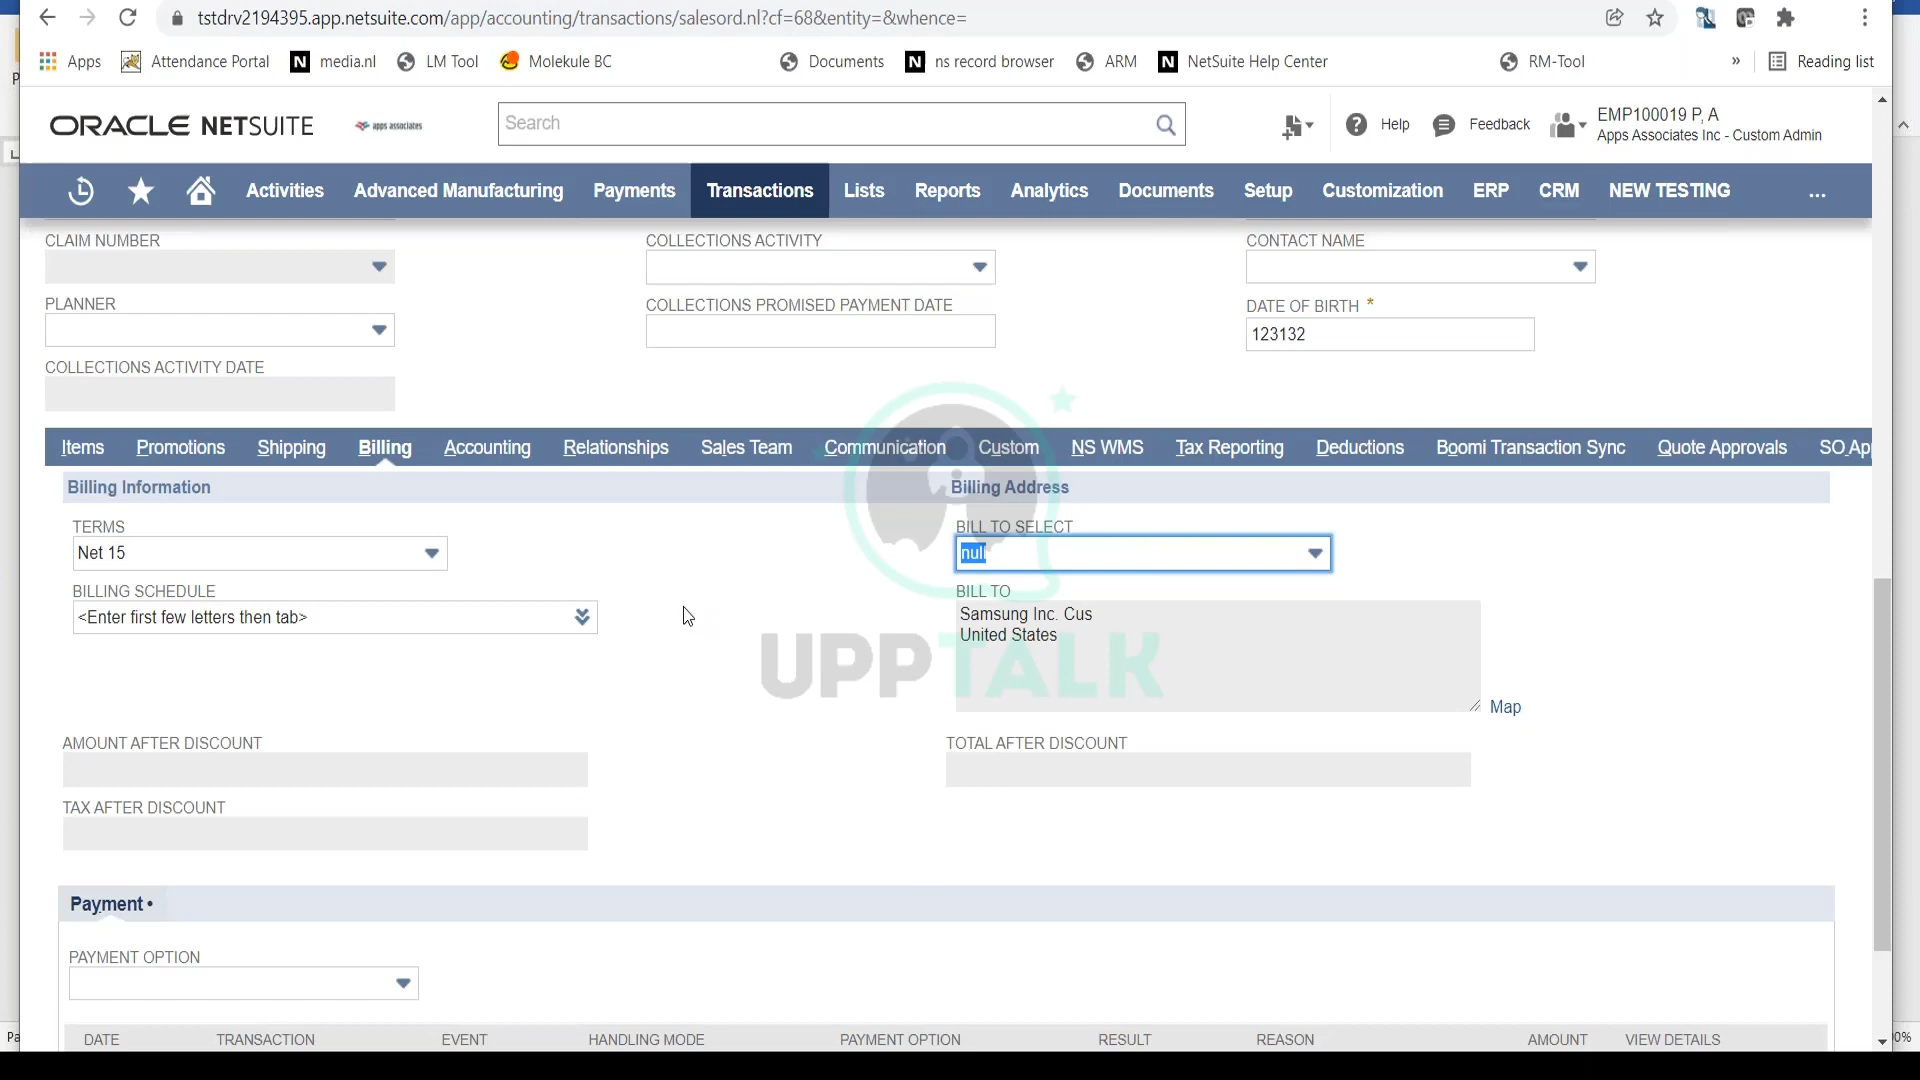 tstdrv2194395.app.netsuite.com/app/accounting/transactions/salesord.nl?cf=68&entity=&whence=
Apps Attendance Portal media.nl LM Tool Molekule BC Documents ns record browser ARM NetSuite Help Center RM-Tool » Reading list
ORACLE NETSUITE apps associates Search Help Feedback EMP100019 P, A
Apps Associates Inc - Custom Admin
Activities Advanced Manufacturing Payments Transactions Lists Reports Analytics Documents Setup Customization ERP CRM NEW TESTING ...
CLAIM NUMBER COLLECTIONS ACTIVITY CONTACT NAME
PLANNER COLLECTIONS PROMISED PAYMENT DATE DATE OF BIRTH *
123132
COLLECTIONS ACTIVITY DATE
Items Promotions Shipping Billing Accounting Relationships Sales Team Communication Custom NS WMS Tax Reporting Deductions Boomi Transaction Sync Quote Approvals SO App
Billing Information Billing Address
TERMS BILL TO SELECT
Net 15 null
BILLING SCHEDULE BILL TO
<Enter first few letters then tab> Samsung Inc. Cus
United States
UPPTALK
Map
AMOUNT AFTER DISCOUNT TOTAL AFTER DISCOUNT
TAX AFTER DISCOUNT
Payment •
PAYMENT OPTION
DATE TRANSACTION EVENT HANDLING MODE PAYMENT OPTION RESULT REASON AMOUNT VIEW DETAILS